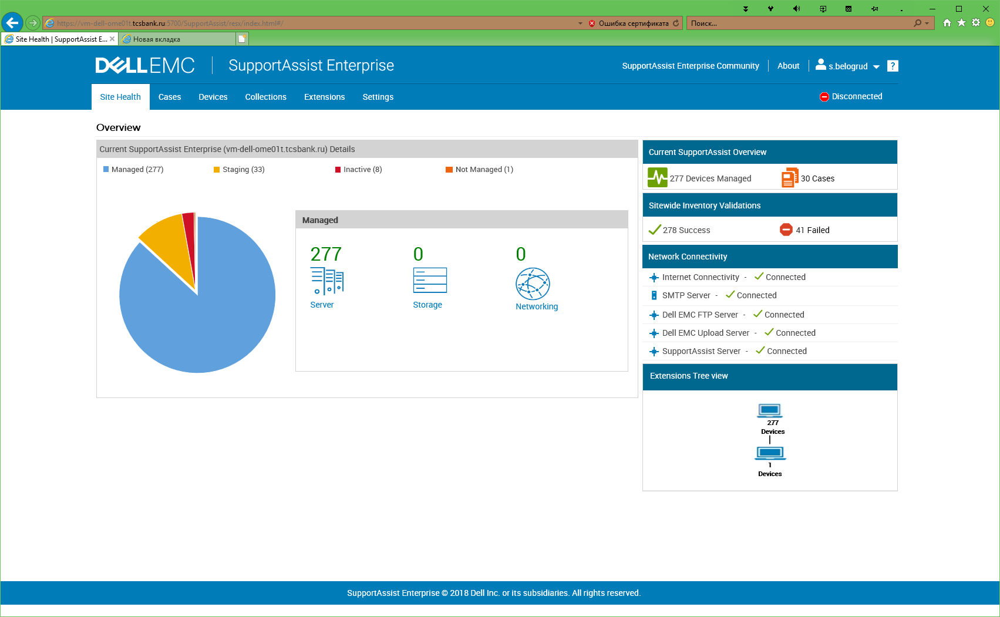 https://vm-dell-ome01t.tcsbank.ru:5700/SupportAssist/resx/index.html#/
Ошибка сертификата
Поиск...
Site Health | SupportAssist E...
Новая вкладка
DELLEMC
SupportAssist Enterprise
SupportAssist Enterprise Community
About
s.belogrud
?
Site Health
Cases
Devices
Collections
Extensions
Settings
Disconnected
Overview
Current SupportAssist Enterprise (vm-dell-ome01t.tcsbank.ru) Details
Managed (277)
Staging (33)
Inactive (8)
Not Managed (1)
Managed
277
0
0
Server
Storage
Networking
Current SupportAssist Overview
277 Devices Managed
30 Cases
Sitewide Inventory Validations
278 Success
41 Failed
Network Connectivity
Internet Connectivity - Connected
SMTP Server - Connected
Dell EMC FTP Server - Connected
Dell EMC Upload Server - Connected
SupportAssist Server - Connected
Extensions Tree view
277
Devices
1
Devices
SupportAssist Enterprise © 2018 Dell Inc. or its subsidiaries. All rights reserved.